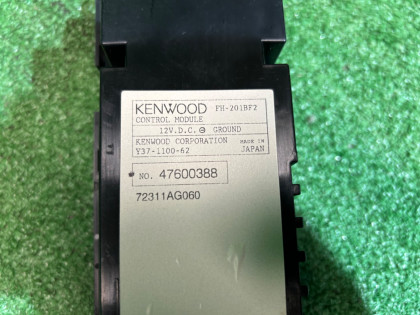 KENWOOD FH-201BF2
CONTROL MODULE
12V.D.C. ⊖ GROUND
KENWOOD CORPORATION MADE IN
Y37-1100-62 JAPAN
NO. 47600388
72311AG060